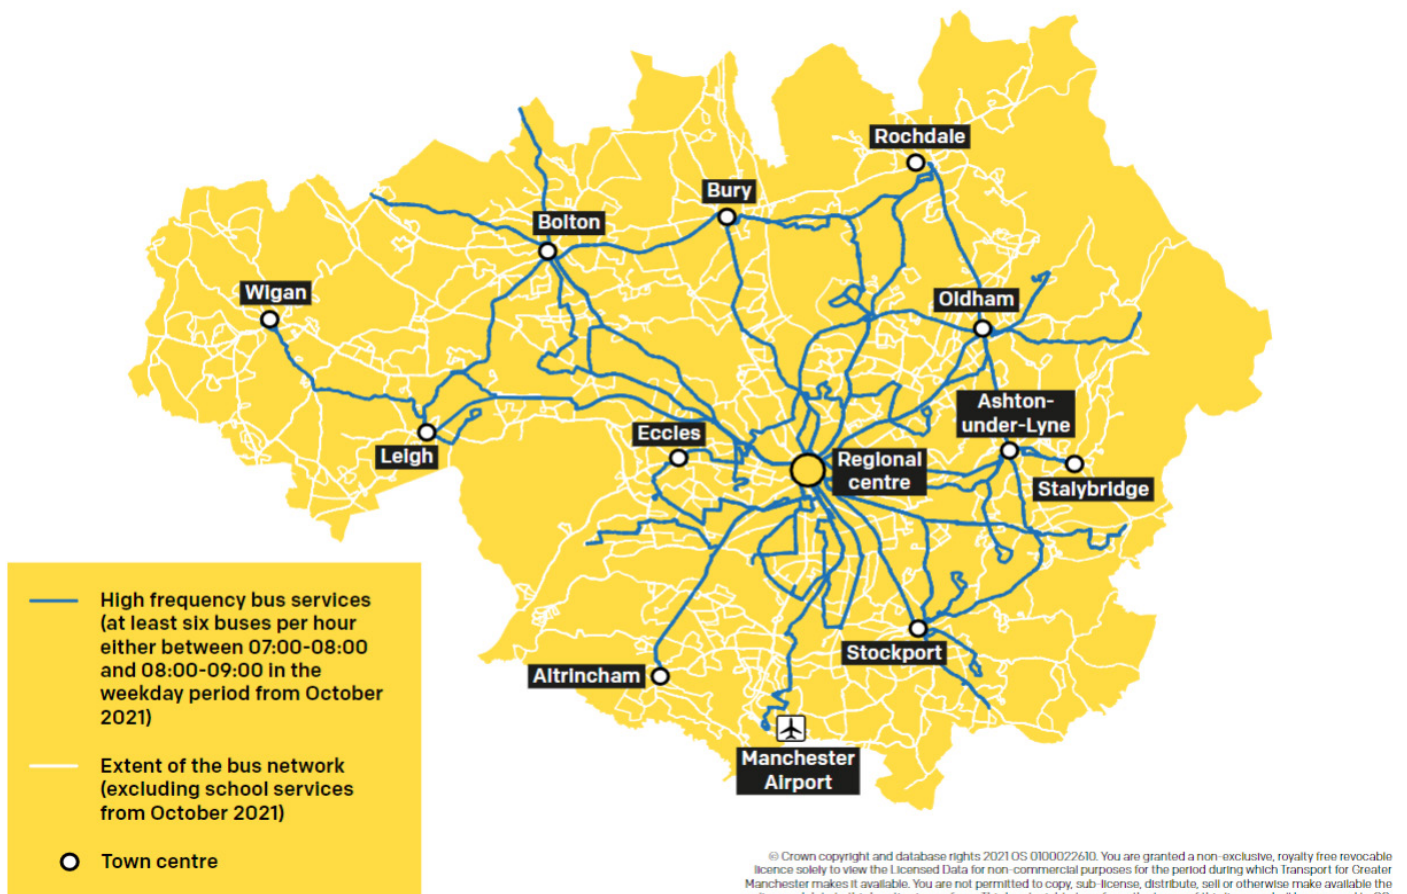 Rochdale
Bury
Bolton
Wigan
Oldham
Ashton-
under-Lyne
Eccles
Leigh
Regional
centre
Stalybridge
High frequency bus services
(at least six buses per hour
either between 07:00-08:00
and 08:00-09:00 in the
weekday period from October
2021)
Stockport
Altrincham
Manchester
Airport
Extent of the bus network
(excluding school services
from October 2021)
Town centre
© Crown copyright and database rights 2021 OS 0100022610. You are granted a non-exclusive, royalty free revocable
licence solely to view the Licensed Data for non-commercial purposes for the period during which Transport for Greater
Manchester makes it available. You are not permitted to copy, sub-license, distribute, sell or otherwise make available the